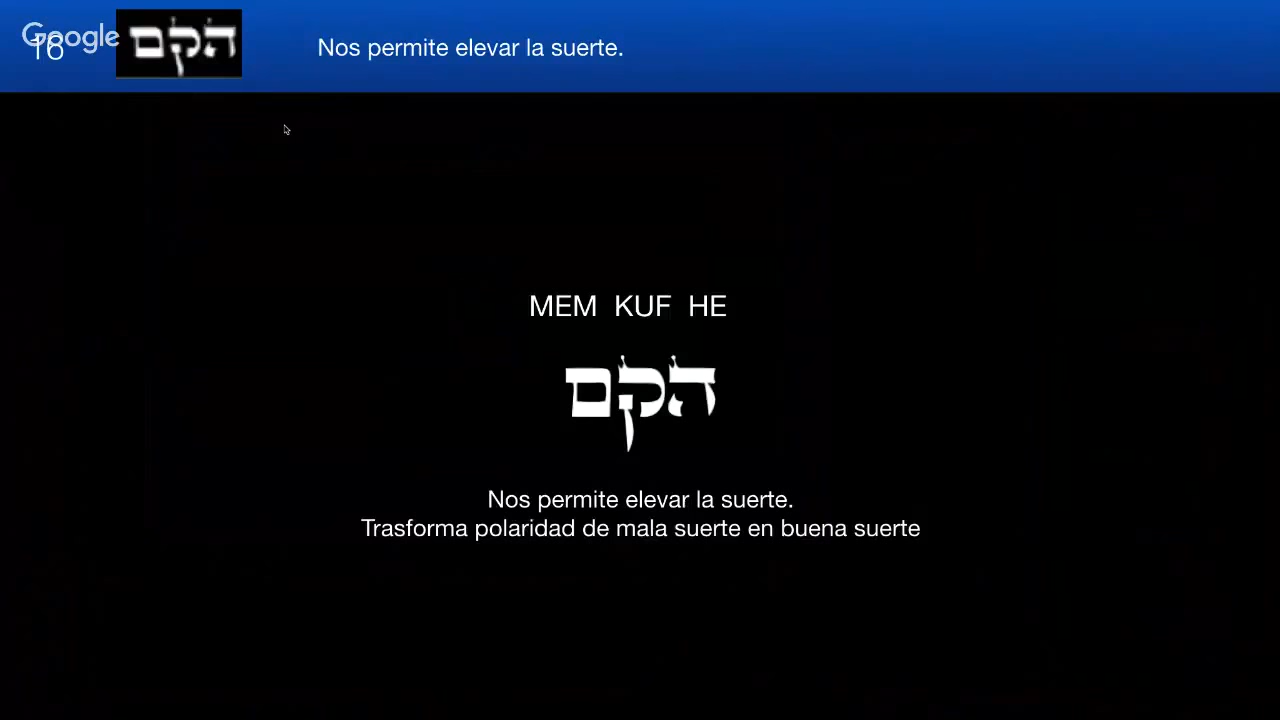 Google
16
הקם
Nos permite elevar la suerte.
MEM KUF HE
הקם
Nos permite elevar la suerte.
Trasforma polaridad de mala suerte en buena suerte